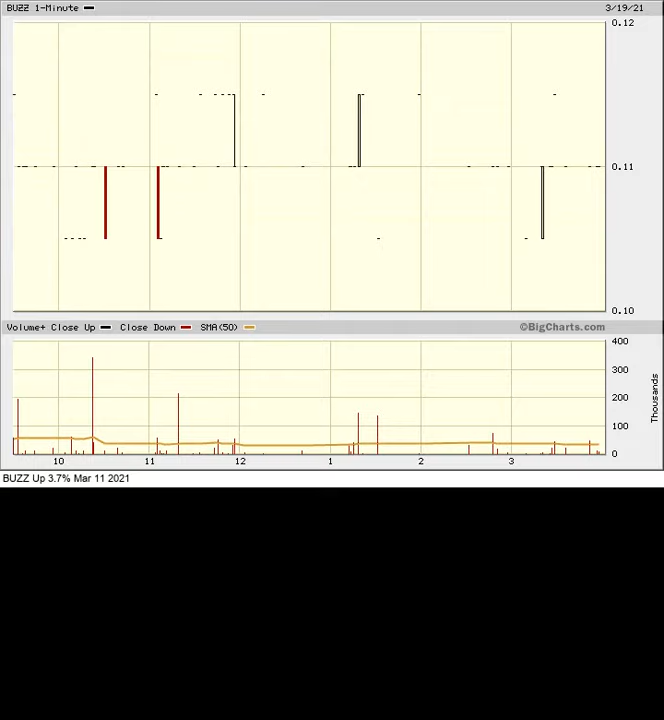 BUZZ 1-Minute 3/19/21
0.12
0.11
0.10
Volume+ Close Up Close Down SMA(50) ©BigCharts.com
400
300
200
100
0
Thousands
10 11 12 1 2 3
BUZZ Up 3.7% Mar 11 2021